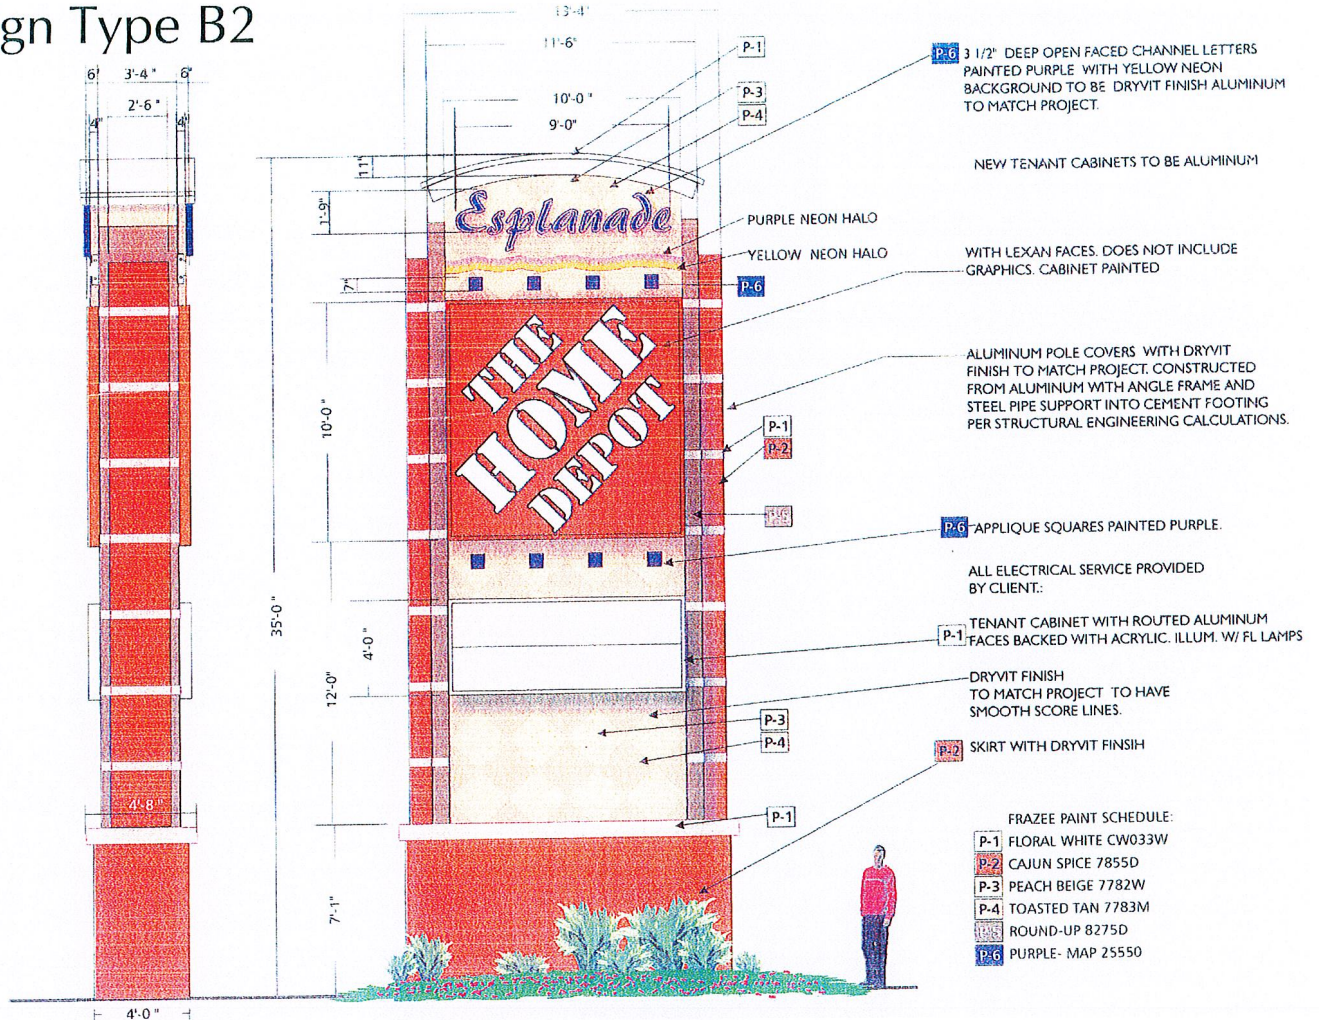 gn Type B2
13'-4"
11'-6"
10'-0"
9'-0"
6"
3'-4"
6"
2'-6"
4"
4"
P-1
P-3
P-4
P-6 3 1/2" DEEP OPEN FACED CHANNEL LETTERS
PAINTED PURPLE WITH YELLOW NEON
BACKGROUND TO BE DRYVIT FINISH ALUMINUM
TO MATCH PROJECT.
NEW TENANT CABINETS TO BE ALUMINUM
1'-9"
Esplanade
PURPLE NEON HALO
YELLOW NEON HALO
WITH LEXAN FACES. DOES NOT INCLUDE
GRAPHICS. CABINET PAINTED
7"
P-6
THE
HOME
DEPOT
10'-0"
ALUMINUM POLE COVERS WITH DRYVIT
FINISH TO MATCH PROJECT. CONSTRUCTED
FROM ALUMINUM WITH ANGLE FRAME AND
STEEL PIPE SUPPORT INTO CEMENT FOOTING
PER STRUCTURAL ENGINEERING CALCULATIONS.
P-1
P-2
P-6 APPLIQUE SQUARES PAINTED PURPLE.
ALL ELECTRICAL SERVICE PROVIDED
BY CLIENT.:
35'-0"
4'-0"
12'-0"
P-1 TENANT CABINET WITH ROUTED ALUMINUM
FACES BACKED WITH ACRYLIC. ILLUM. W/ FL LAMPS
DRYVIT FINISH
TO MATCH PROJECT TO HAVE
SMOOTH SCORE LINES.
P-3
P-4
P-2 SKIRT WITH DRYVIT FINSIH
4'-8"
P-1
7'-1"
FRAZEE PAINT SCHEDULE:
P-1 FLORAL WHITE CW033W
P-2 CAJUN SPICE 7855D
P-3 PEACH BEIGE 7782W
P-4 TOASTED TAN 7783M
ROUND-UP 8275D
P-6 PURPLE- MAP 25550
4'-0"